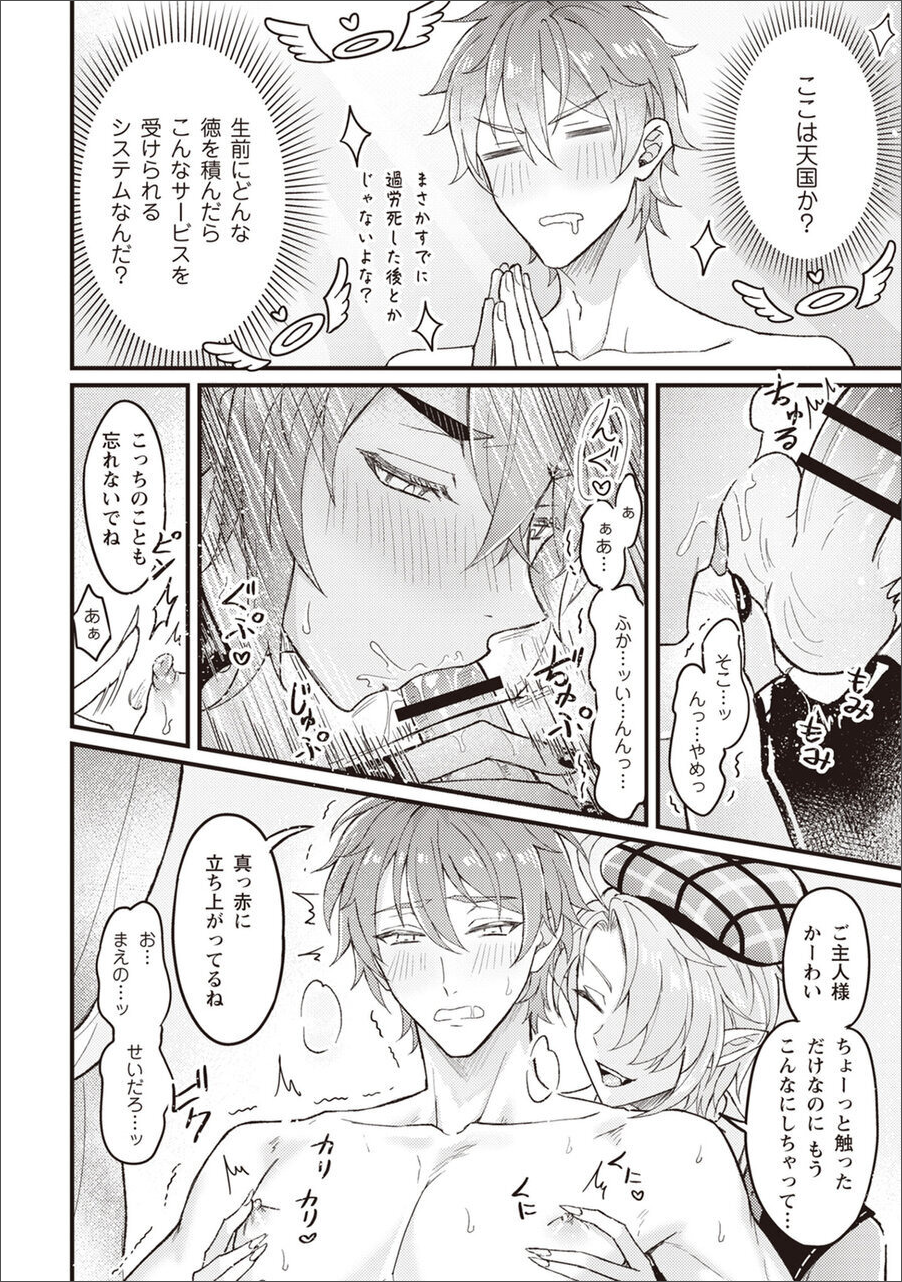 ここは天国か?
まさかすでに
過労死した後とか
じゃないよな?
生前にどんな
徳を積んだら
こんなサービスを
受けられる
システムなんだ?
ちゅるっ
そこ…ッ
んっ…やめっ
もみ
もみ
んぐっ♡
ぁ
ぁあ…
ふか…ッい…んんっ…
ぢゅぷ
ぐぷ♡
じゅぷ
こっちのことも
忘れないでね
ピンッ
あぁ
ご主人様
かーわい
ちょーっと触った
だけなのに もう
こんなにしちゃって…
真っ赤に
立ち上がってるね
お…
まえの…ッ
せいだろ…ッ
ビク
カリ
カリ♡
くに
くに♡